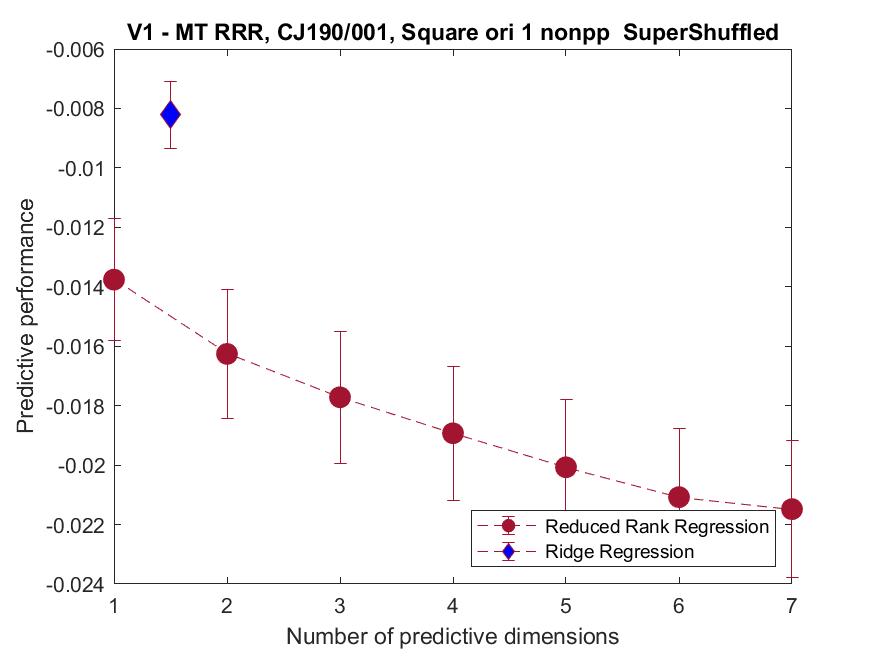 V1 - MT RRR, CJ190/001, Square ori 1 nonpp  SuperShuffled
Predictive performance
-0.006
-0.008
-0.01
-0.012
-0.014
-0.016
-0.018
-0.02
-0.022
-0.024
Reduced Rank Regression
Ridge Regression
1 2 3 4 5 6 7
Number of predictive dimensions